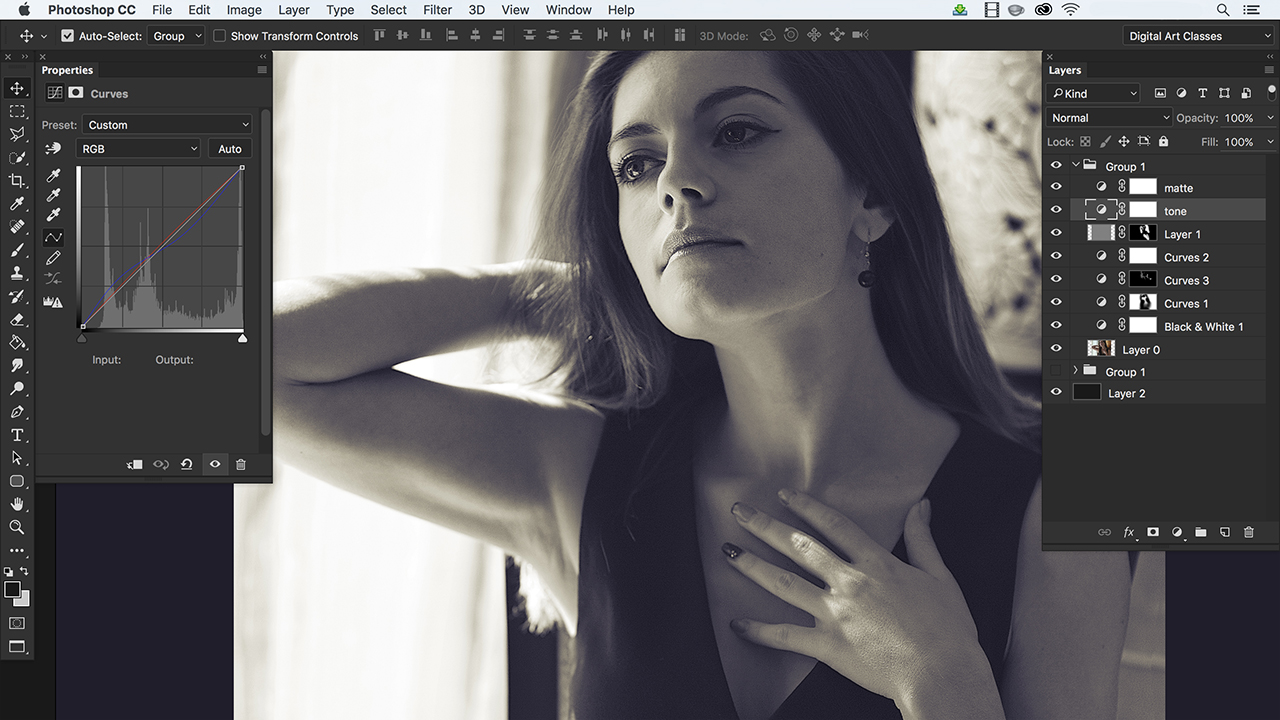 Photoshop CC File Edit Image Layer Type Select Filter 3D View Window Help
Auto-Select: Group Show Transform Controls 3D Mode: Digital Art Classes
Properties
Curves
Preset: Custom
RGB Auto
Input: Output:
Layers
Kind
Normal Opacity: 100%
Lock: Fill: 100%
Group 1
matte
tone
Layer 1
Curves 2
Curves 3
Curves 1
Black & White 1
Layer 0
Group 1
Layer 2
fx